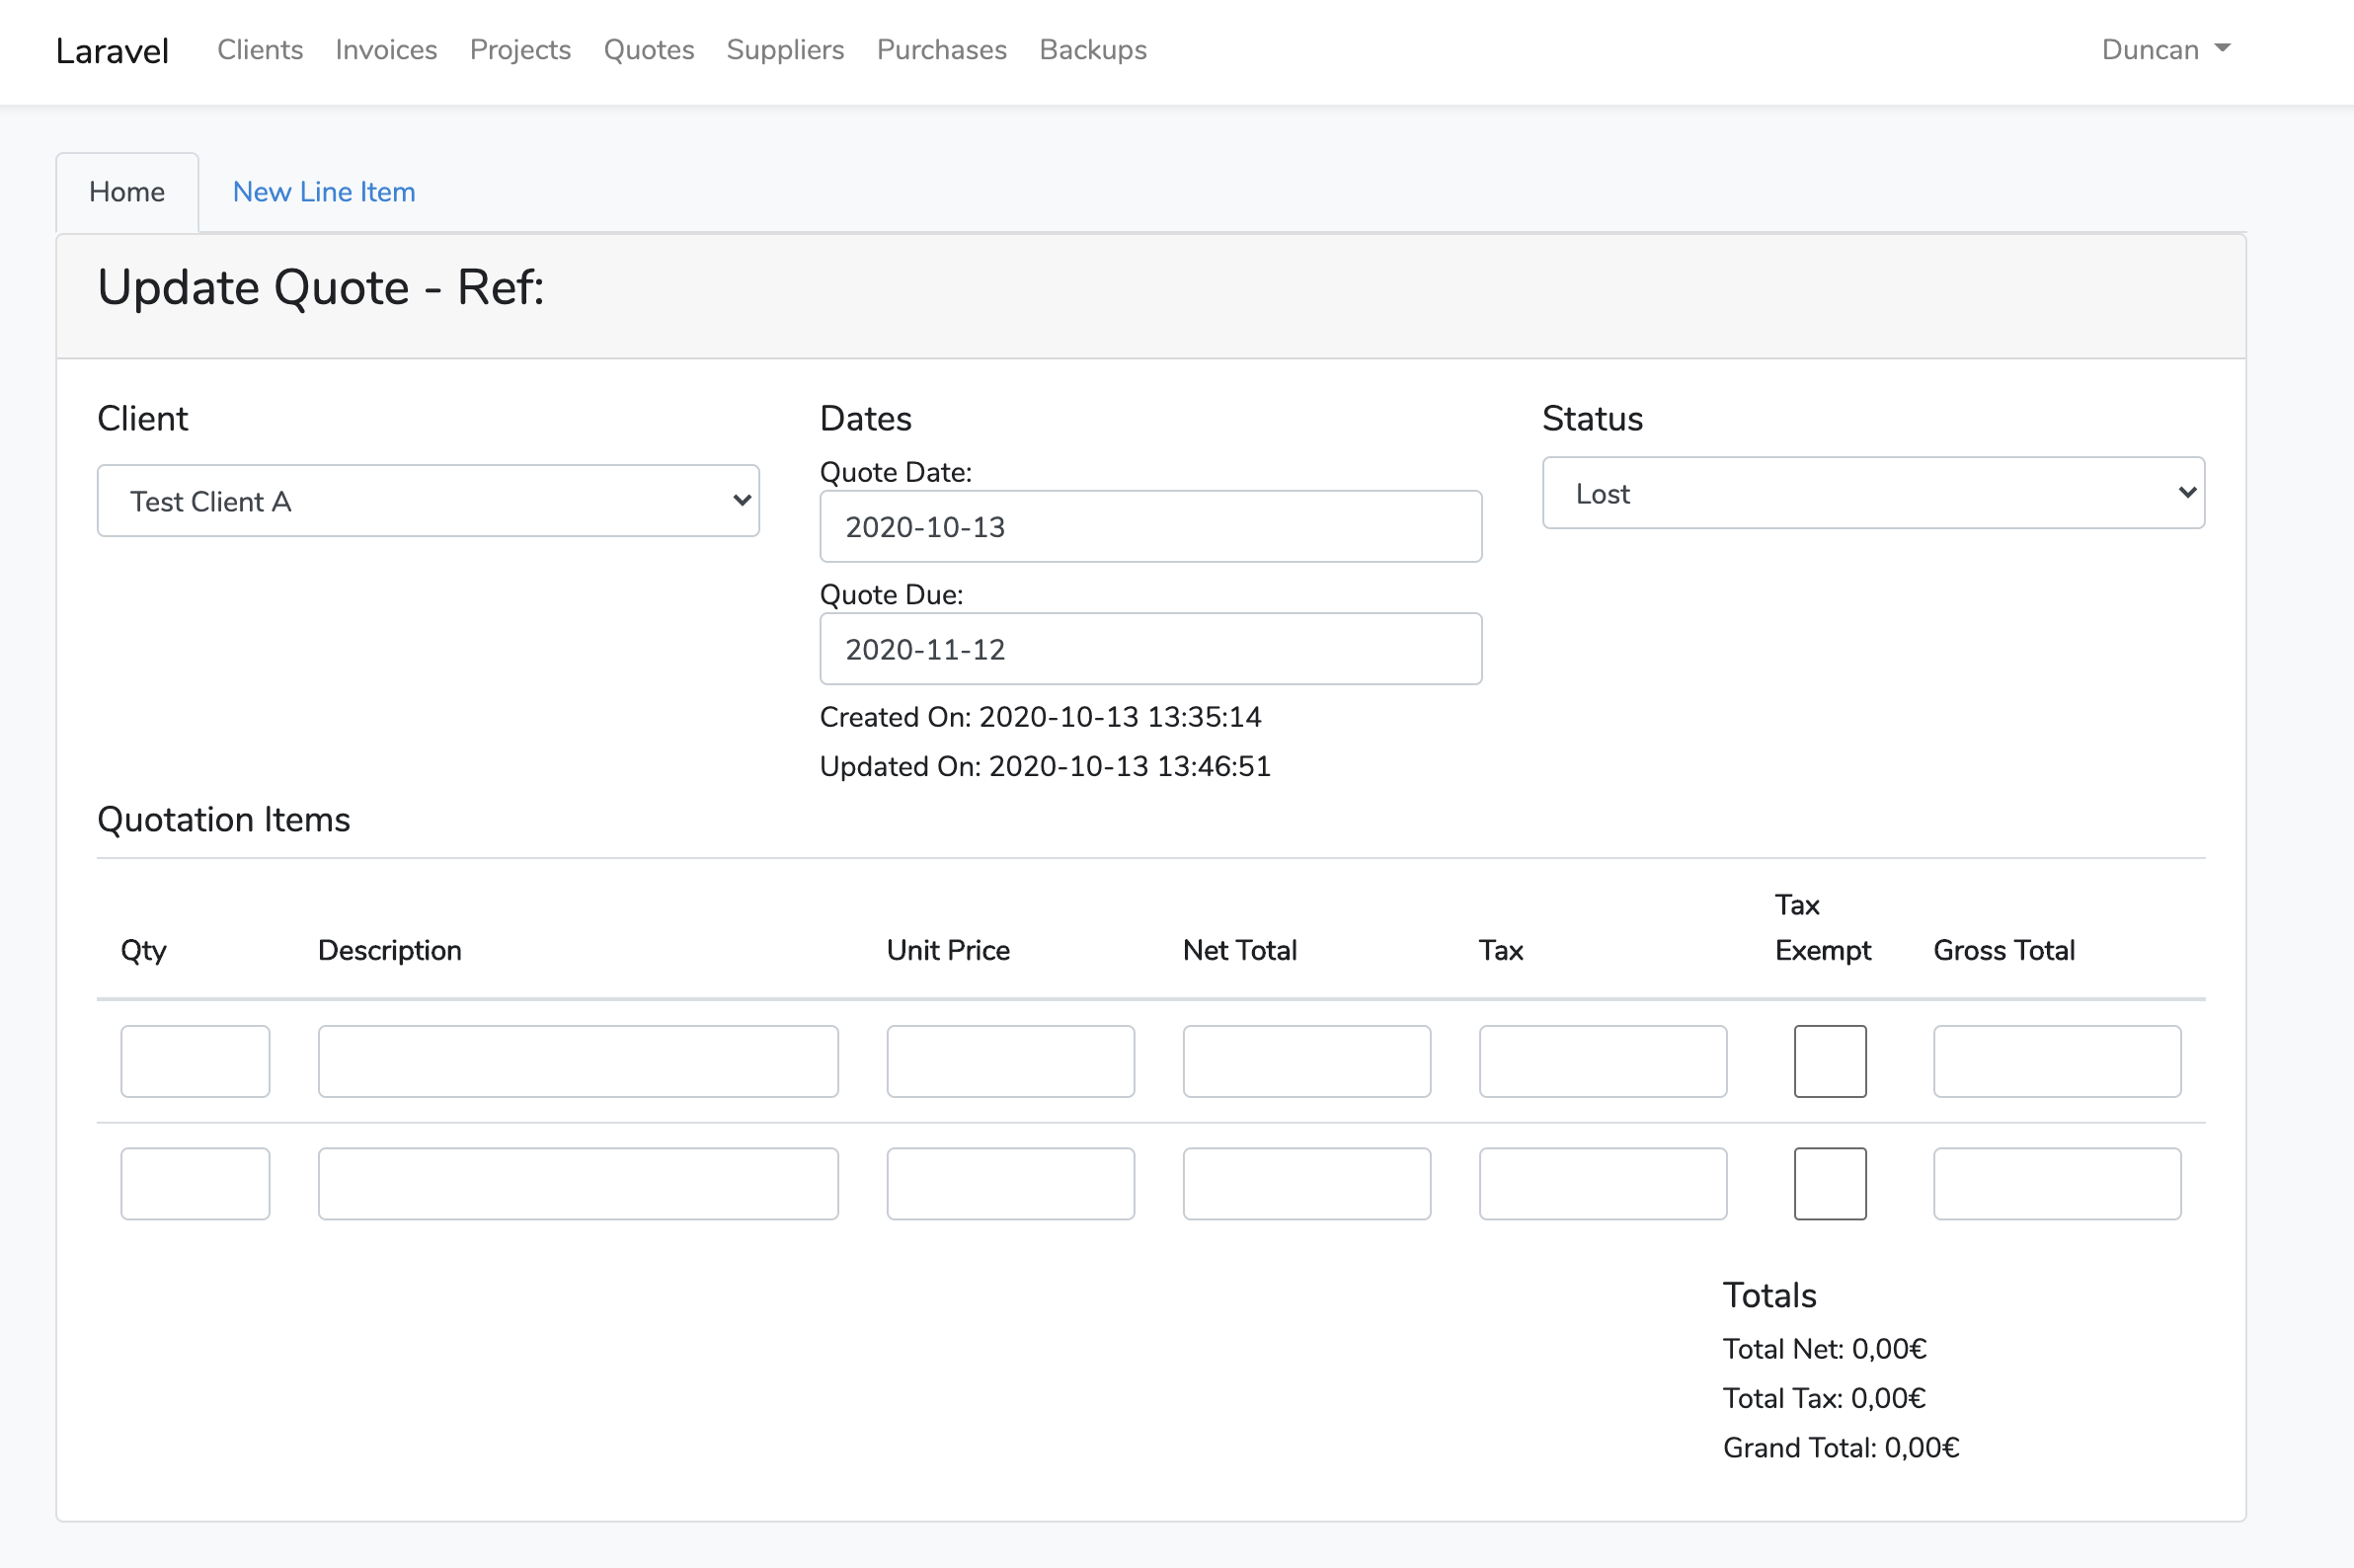 Laravel Clients Invoices Projects Quotes Suppliers Purchases Backups Duncan
Home New Line Item
Update Quote - Ref:
Client
Test Client A
Dates
Quote Date:
2020-10-13
Quote Due:
2020-11-12
Created On: 2020-10-13 13:35:14
Updated On: 2020-10-13 13:46:51
Status
Lost
Quotation Items
Qty Description Unit Price Net Total Tax Tax Exempt Gross Total
Totals
Total Net: 0,00€
Total Tax: 0,00€
Grand Total: 0,00€